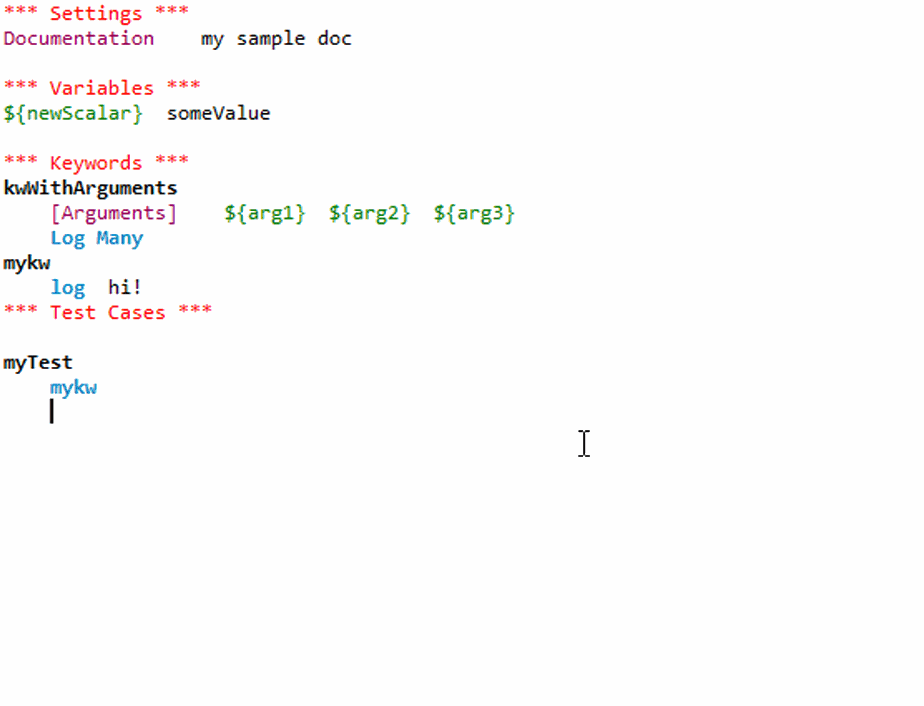 *** Settings ***
Documentation    my sample doc
*** Variables ***
${newScalar}  someValue
*** Keywords ***
kwWithArguments
    [Arguments]    ${arg1}  ${arg2}  ${arg3}
    Log Many
mykw
    log  hi!
*** Test Cases ***
myTest
    mykw